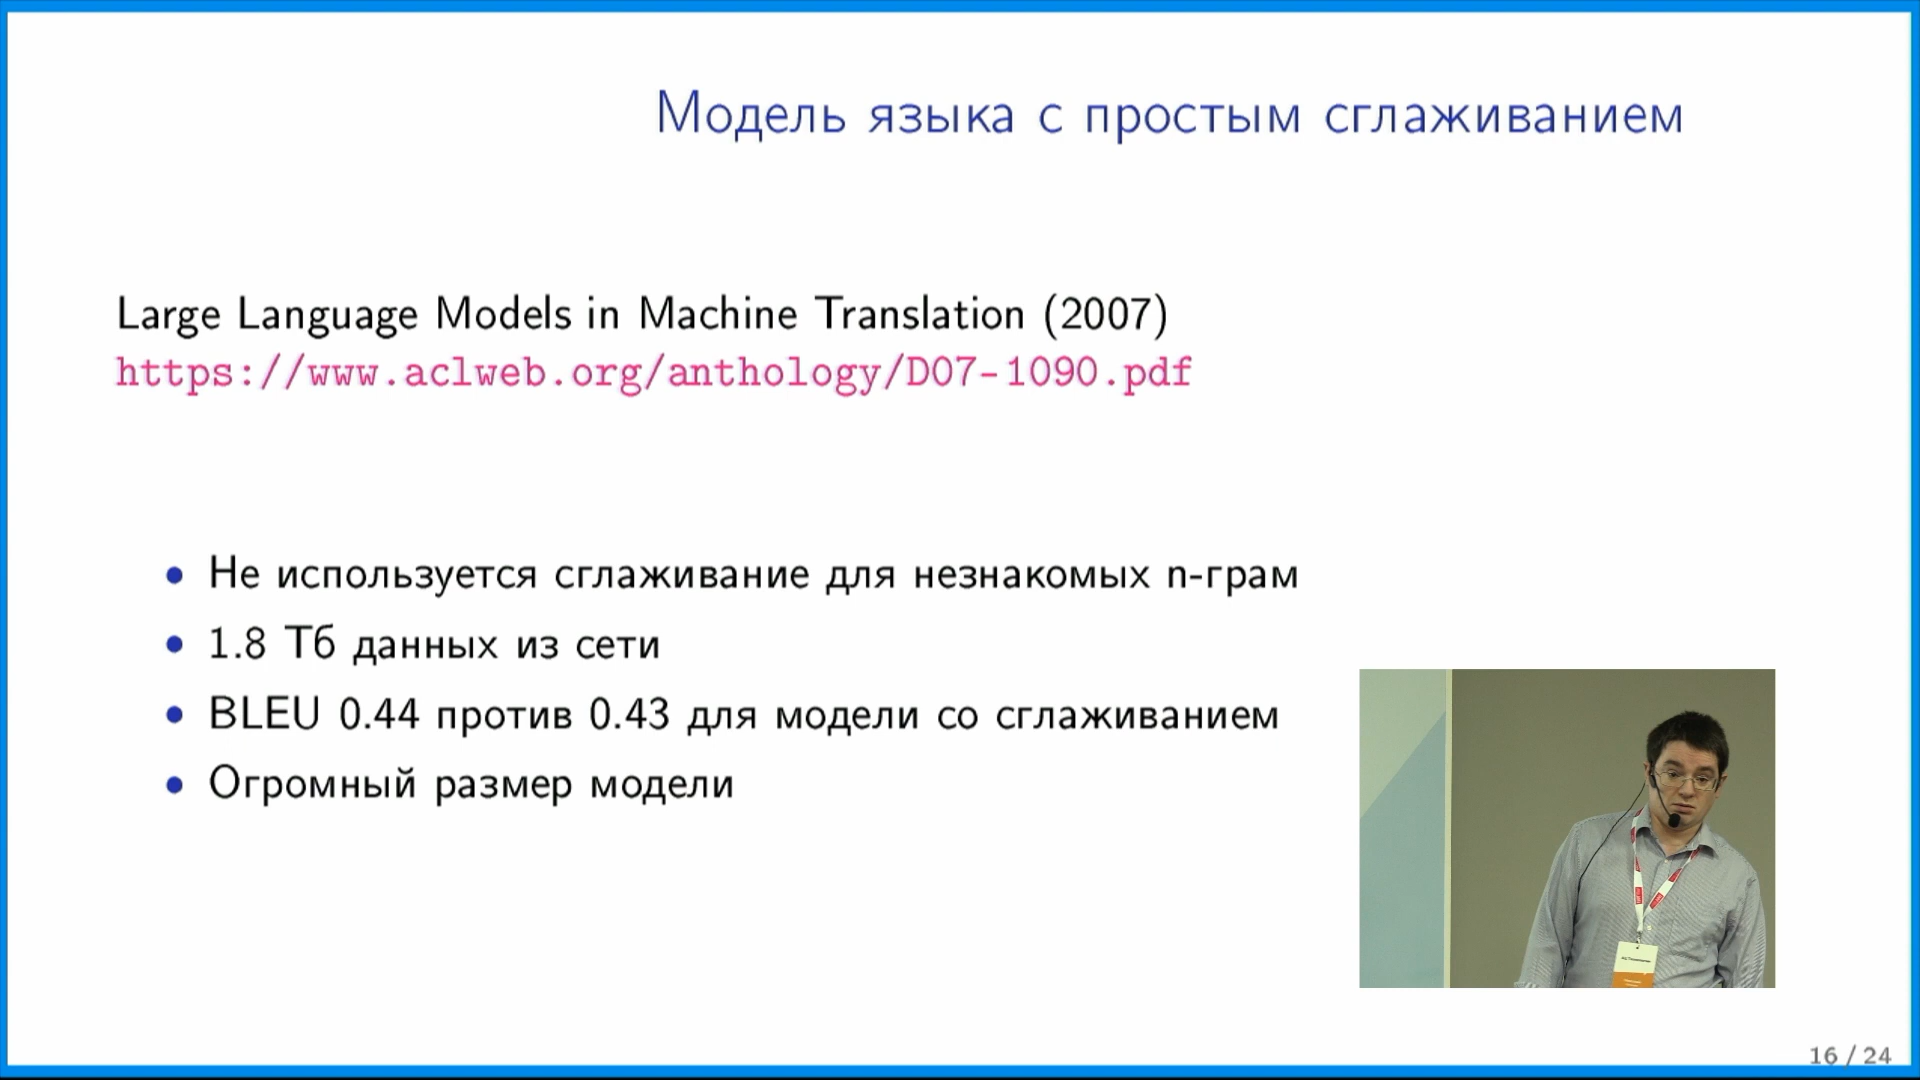 Модель языка с простым сглаживанием
Large Language Models in Machine Translation (2007)
https://www.aclweb.org/anthology/D07-1090.pdf
• Не используется сглаживание для незнакомых n-грам
• 1.8 Тб данных из сети
• BLEU 0.44 против 0.43 для модели со сглаживанием
• Огромный размер модели
16 / 24